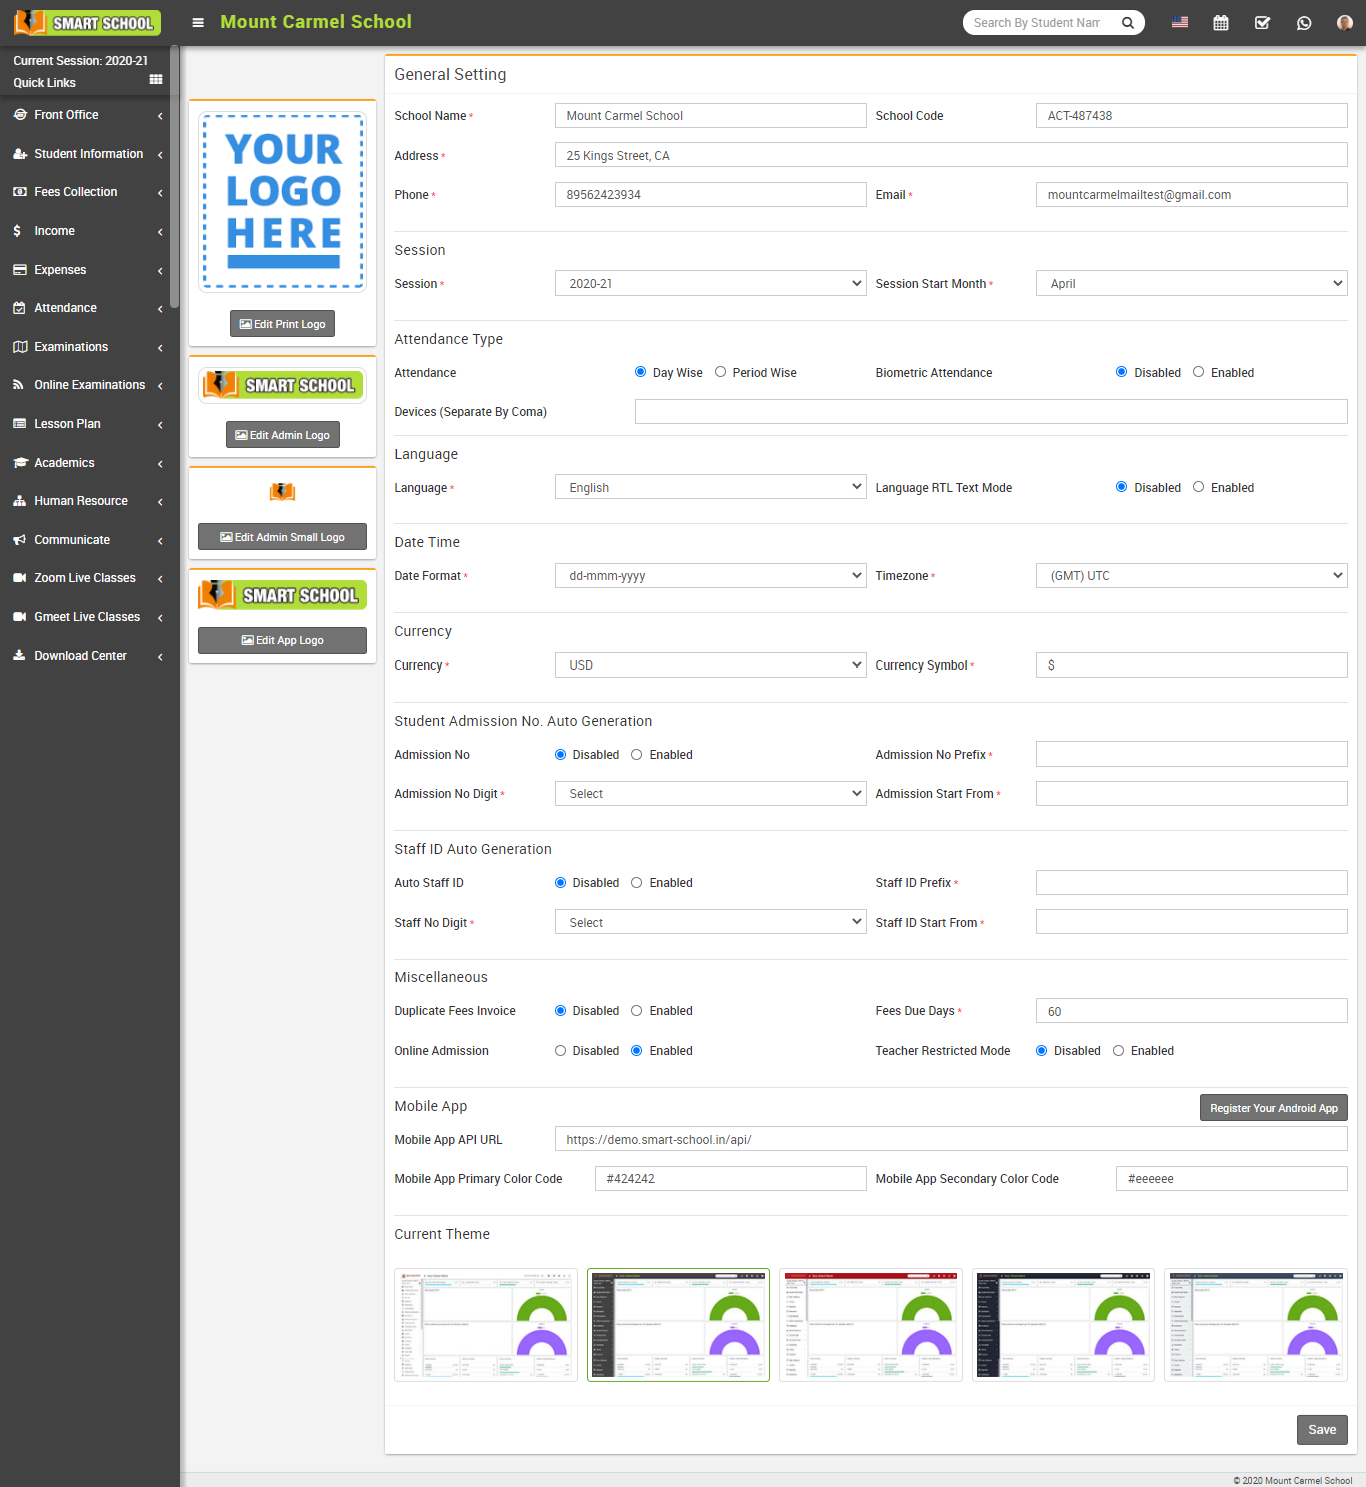 SMART SCHOOL
Mount Carmel School
Search By Student Nam
Current Session: 2020-21
Quick Links
Front Office
Student Information
Fees Collection
Income
Expenses
Attendance
Examinations
Online Examinations
Lesson Plan
Academics
Human Resource
Communicate
Zoom Live Classes
Gmeet Live Classes
Download Center
YOUR
LOGO
HERE
Edit Print Logo
SMART SCHOOL
Edit Admin Logo
Edit Admin Small Logo
SMART SCHOOL
Edit App Logo
General Setting
School Name * Mount Carmel School School Code ACT-487438
Address * 25 Kings Street, CA
Phone * 89562423934 Email * mountcarmelmailtest@gmail.com
Session
Session * 2020-21 Session Start Month * April
Attendance Type
Attendance Day Wise Period Wise Biometric Attendance Disabled Enabled
Devices (Separate By Coma)
Language
Language * English Language RTL Text Mode Disabled Enabled
Date Time
Date Format * dd-mmm-yyyy Timezone * (GMT) UTC
Currency
Currency * USD Currency Symbol * $
Student Admission No. Auto Generation
Admission No Disabled Enabled Admission No Prefix *
Admission No Digit * Select Admission Start From *
Staff ID Auto Generation
Auto Staff ID Disabled Enabled Staff ID Prefix *
Staff No Digit * Select Staff ID Start From *
Miscellaneous
Duplicate Fees Invoice Disabled Enabled Fees Due Days * 60
Online Admission Disabled Enabled Teacher Restricted Mode Disabled Enabled
Mobile App Register Your Android App
Mobile App API URL https://demo.smart-school.in/api/
Mobile App Primary Color Code #424242 Mobile App Secondary Color Code #eeeeee
Current Theme
Save
© 2020 Mount Carmel School